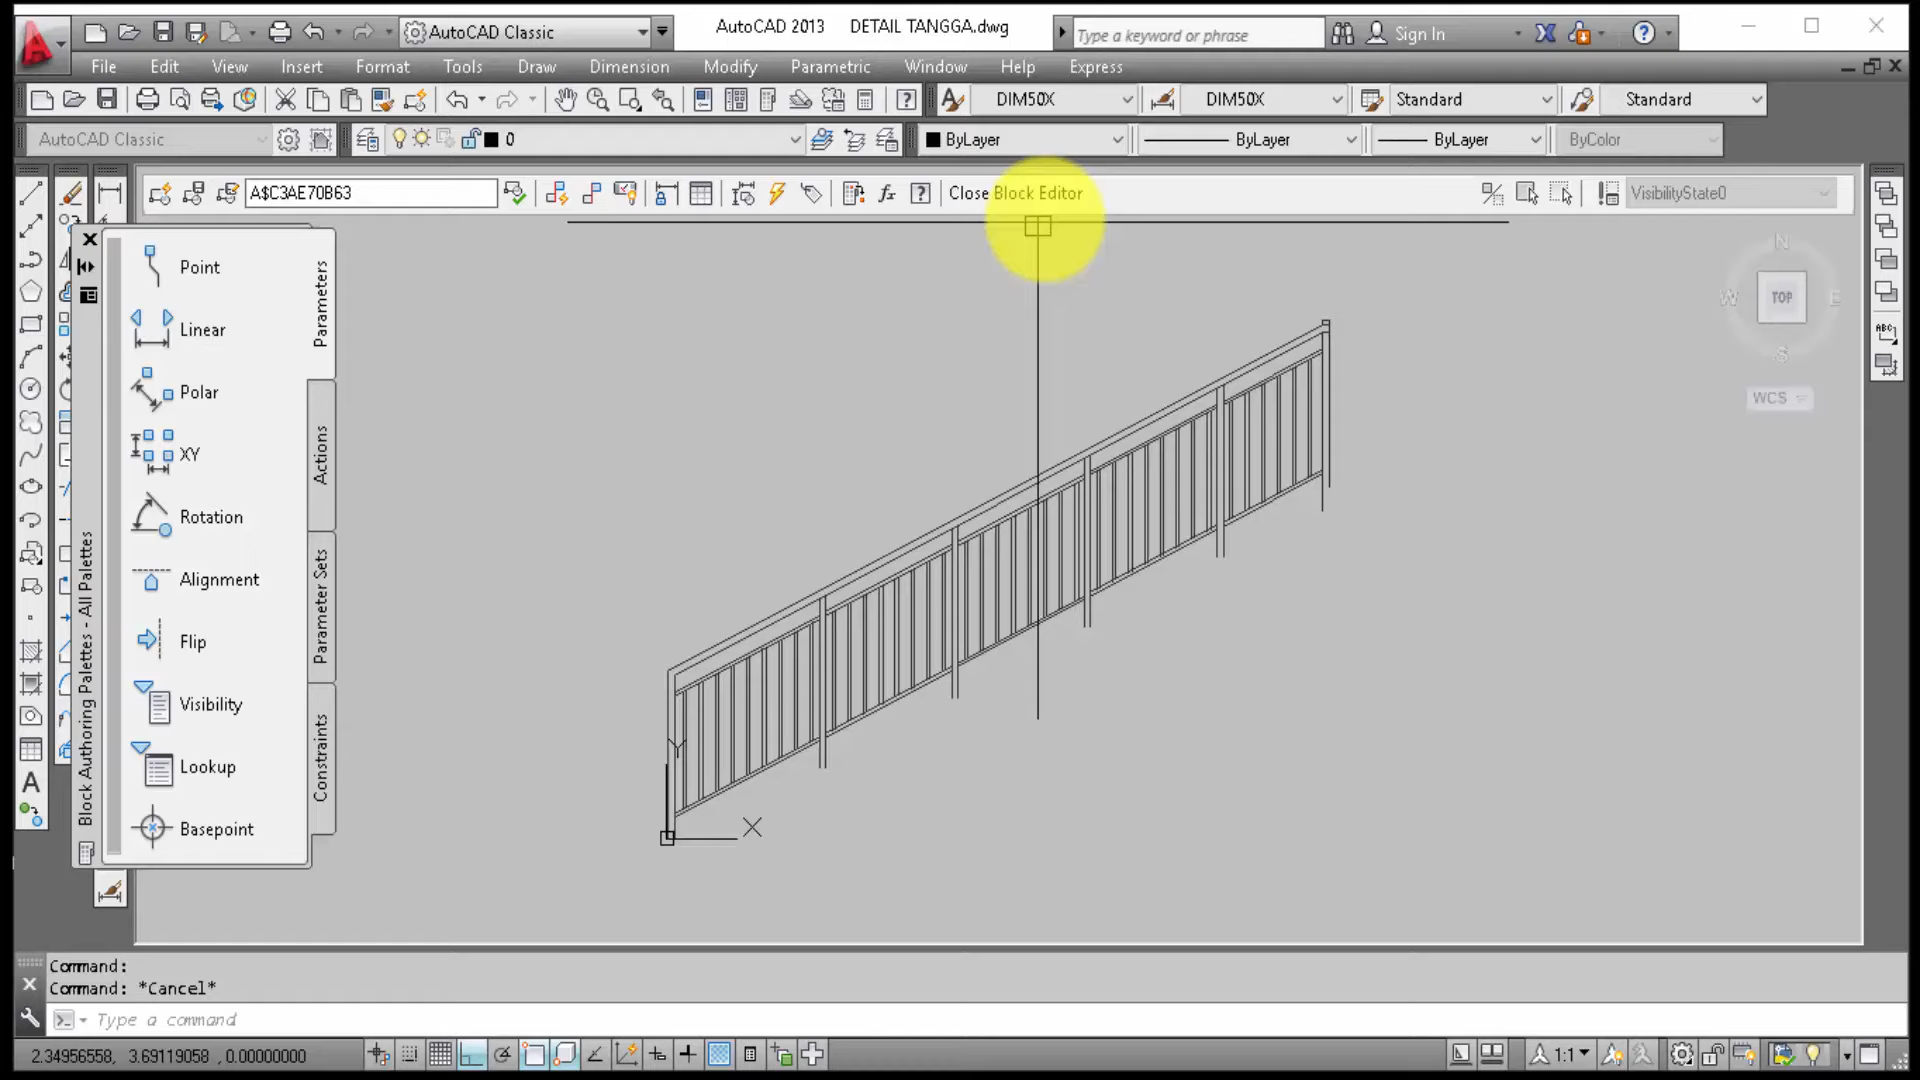 AutoCAD Classic
AutoCAD 2013 DETAIL TANGGA.dwg
Type a keyword or phrase
Sign In
File Edit View Insert Format Tools Draw Dimension Modify Parametric Window Help Express
DIM50X DIM50X Standard Standard
AutoCAD Classic 0 ByLayer ByLayer ByLayer ByColor
A$C3AE70B63 Close Block Editor VisibilityState0
Point
Linear
Polar
XY
Rotation
Alignment
Flip
Visibility
Lookup
Basepoint
Parameters
Actions
Parameter Sets
Constraints
Block Authoring Palettes - All Palettes
N
W TOP E
S
WCS
Y
X
ABC
A
Command:
Command: *Cancel*
Type a command
2.34956558, 3.69119058 , 0.00000000
1:1